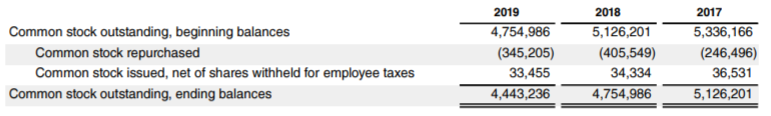 2019 2018 2017
Common stock outstanding, beginning balances 4,754,986 5,126,201 5,336,166
Common stock repurchased (345,205) (405,549) (246,496)
Common stock issued, net of shares withheld for employee taxes 33,455 34,334 36,531
Common stock outstanding, ending balances 4,443,236 4,754,986 5,126,201